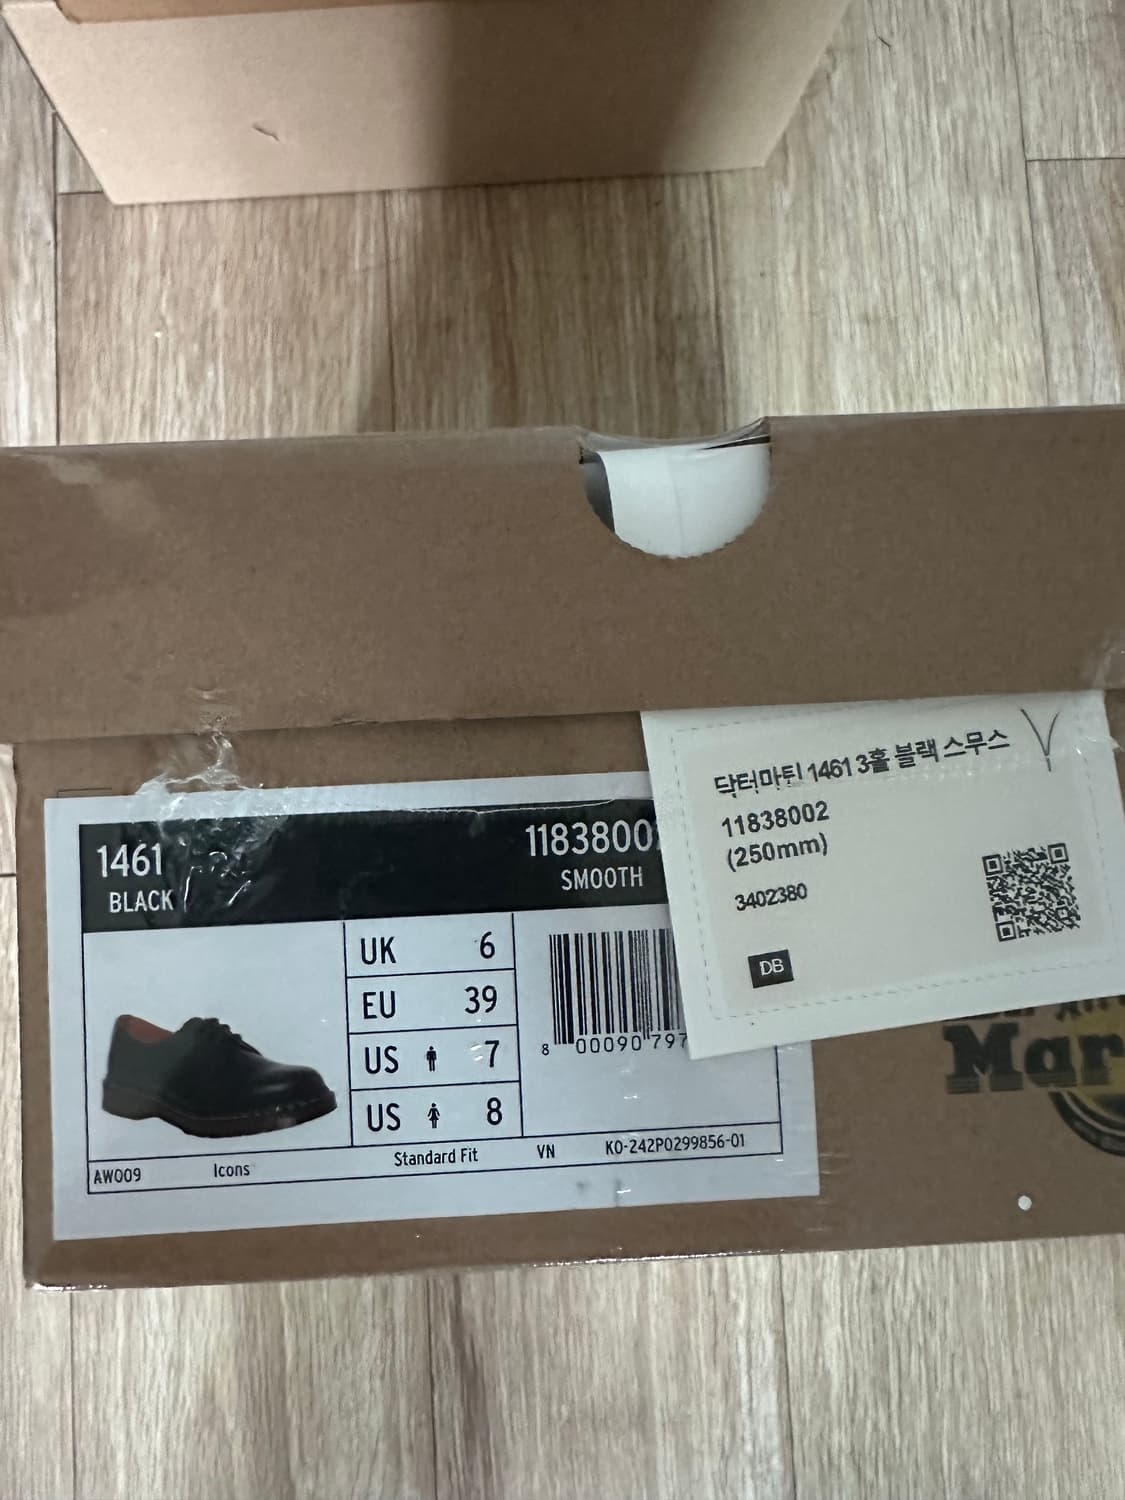 닥터마틴 1461 3홀 블랙 스무스
11838002
(250mm)
3402380
DB
1461
BLACK
1183800
SMOOTH
UK 6
EU 39
US 7
US 8
8 00090 797
AW009 Icons Standard Fit VN KO-242P0299856-01
Mar